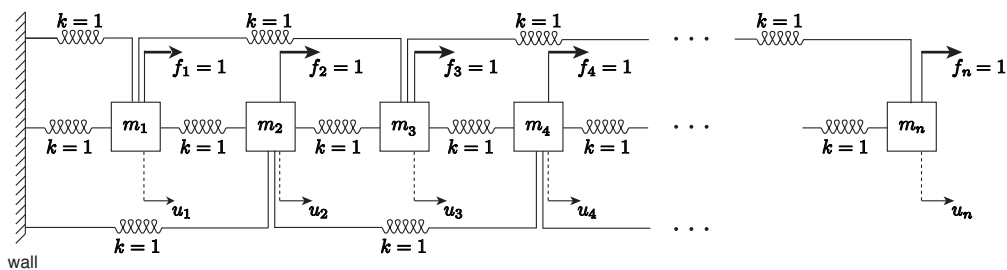 k = 1 k = 1 k = 1 k = 1
f₁ = 1 f₂ = 1 f₃ = 1 f₄ = 1 · · · fₙ = 1
m₁ m₂ m₃ m₄ · · · mₙ
k = 1 k = 1 k = 1 k = 1 k = 1 k = 1
u₁ u₂ u₃ u₄ uₙ
k = 1 k = 1 · · ·
wall